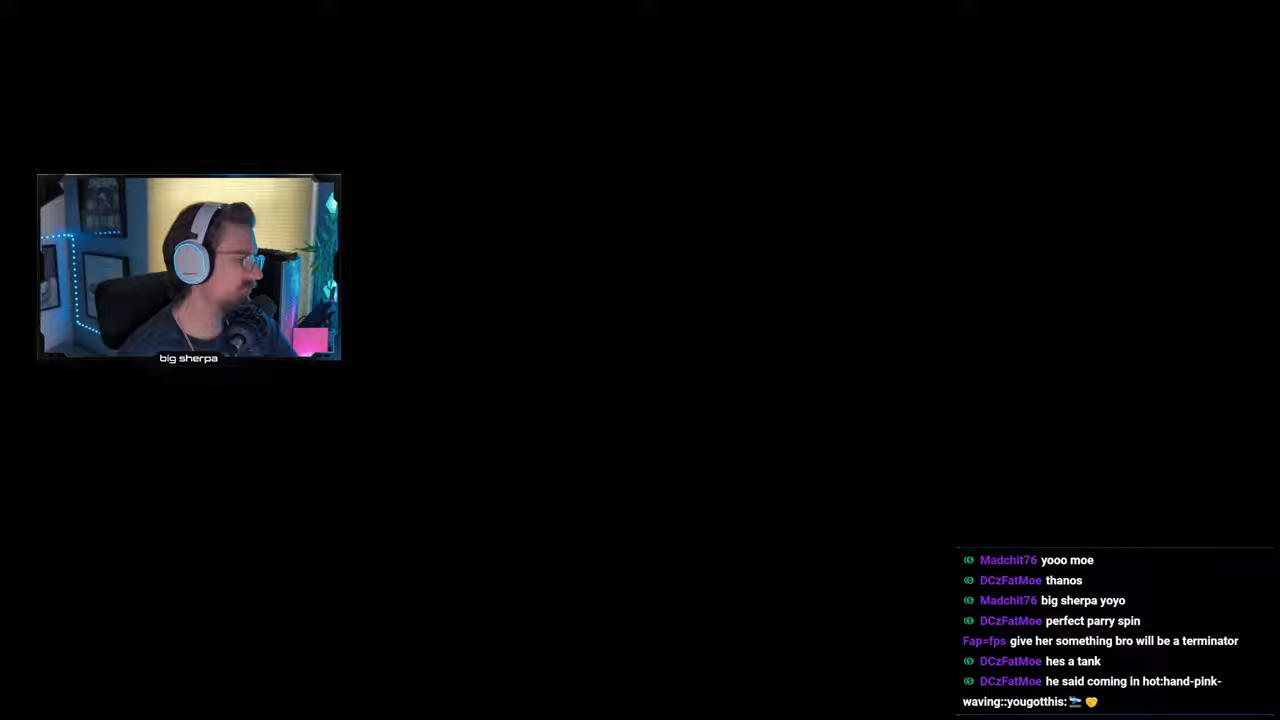 big sherpa
Madchit76 yooo moe
DCzFatMoe thanos
Madchit76 big sherpa yoyo
DCzFatMoe perfect parry spin
Fap=fps give her something bro will be a terminator
DCzFatMoe hes a tank
DCzFatMoe he said coming in hot:hand-pink-
waving::yougotthis:🛬🤜